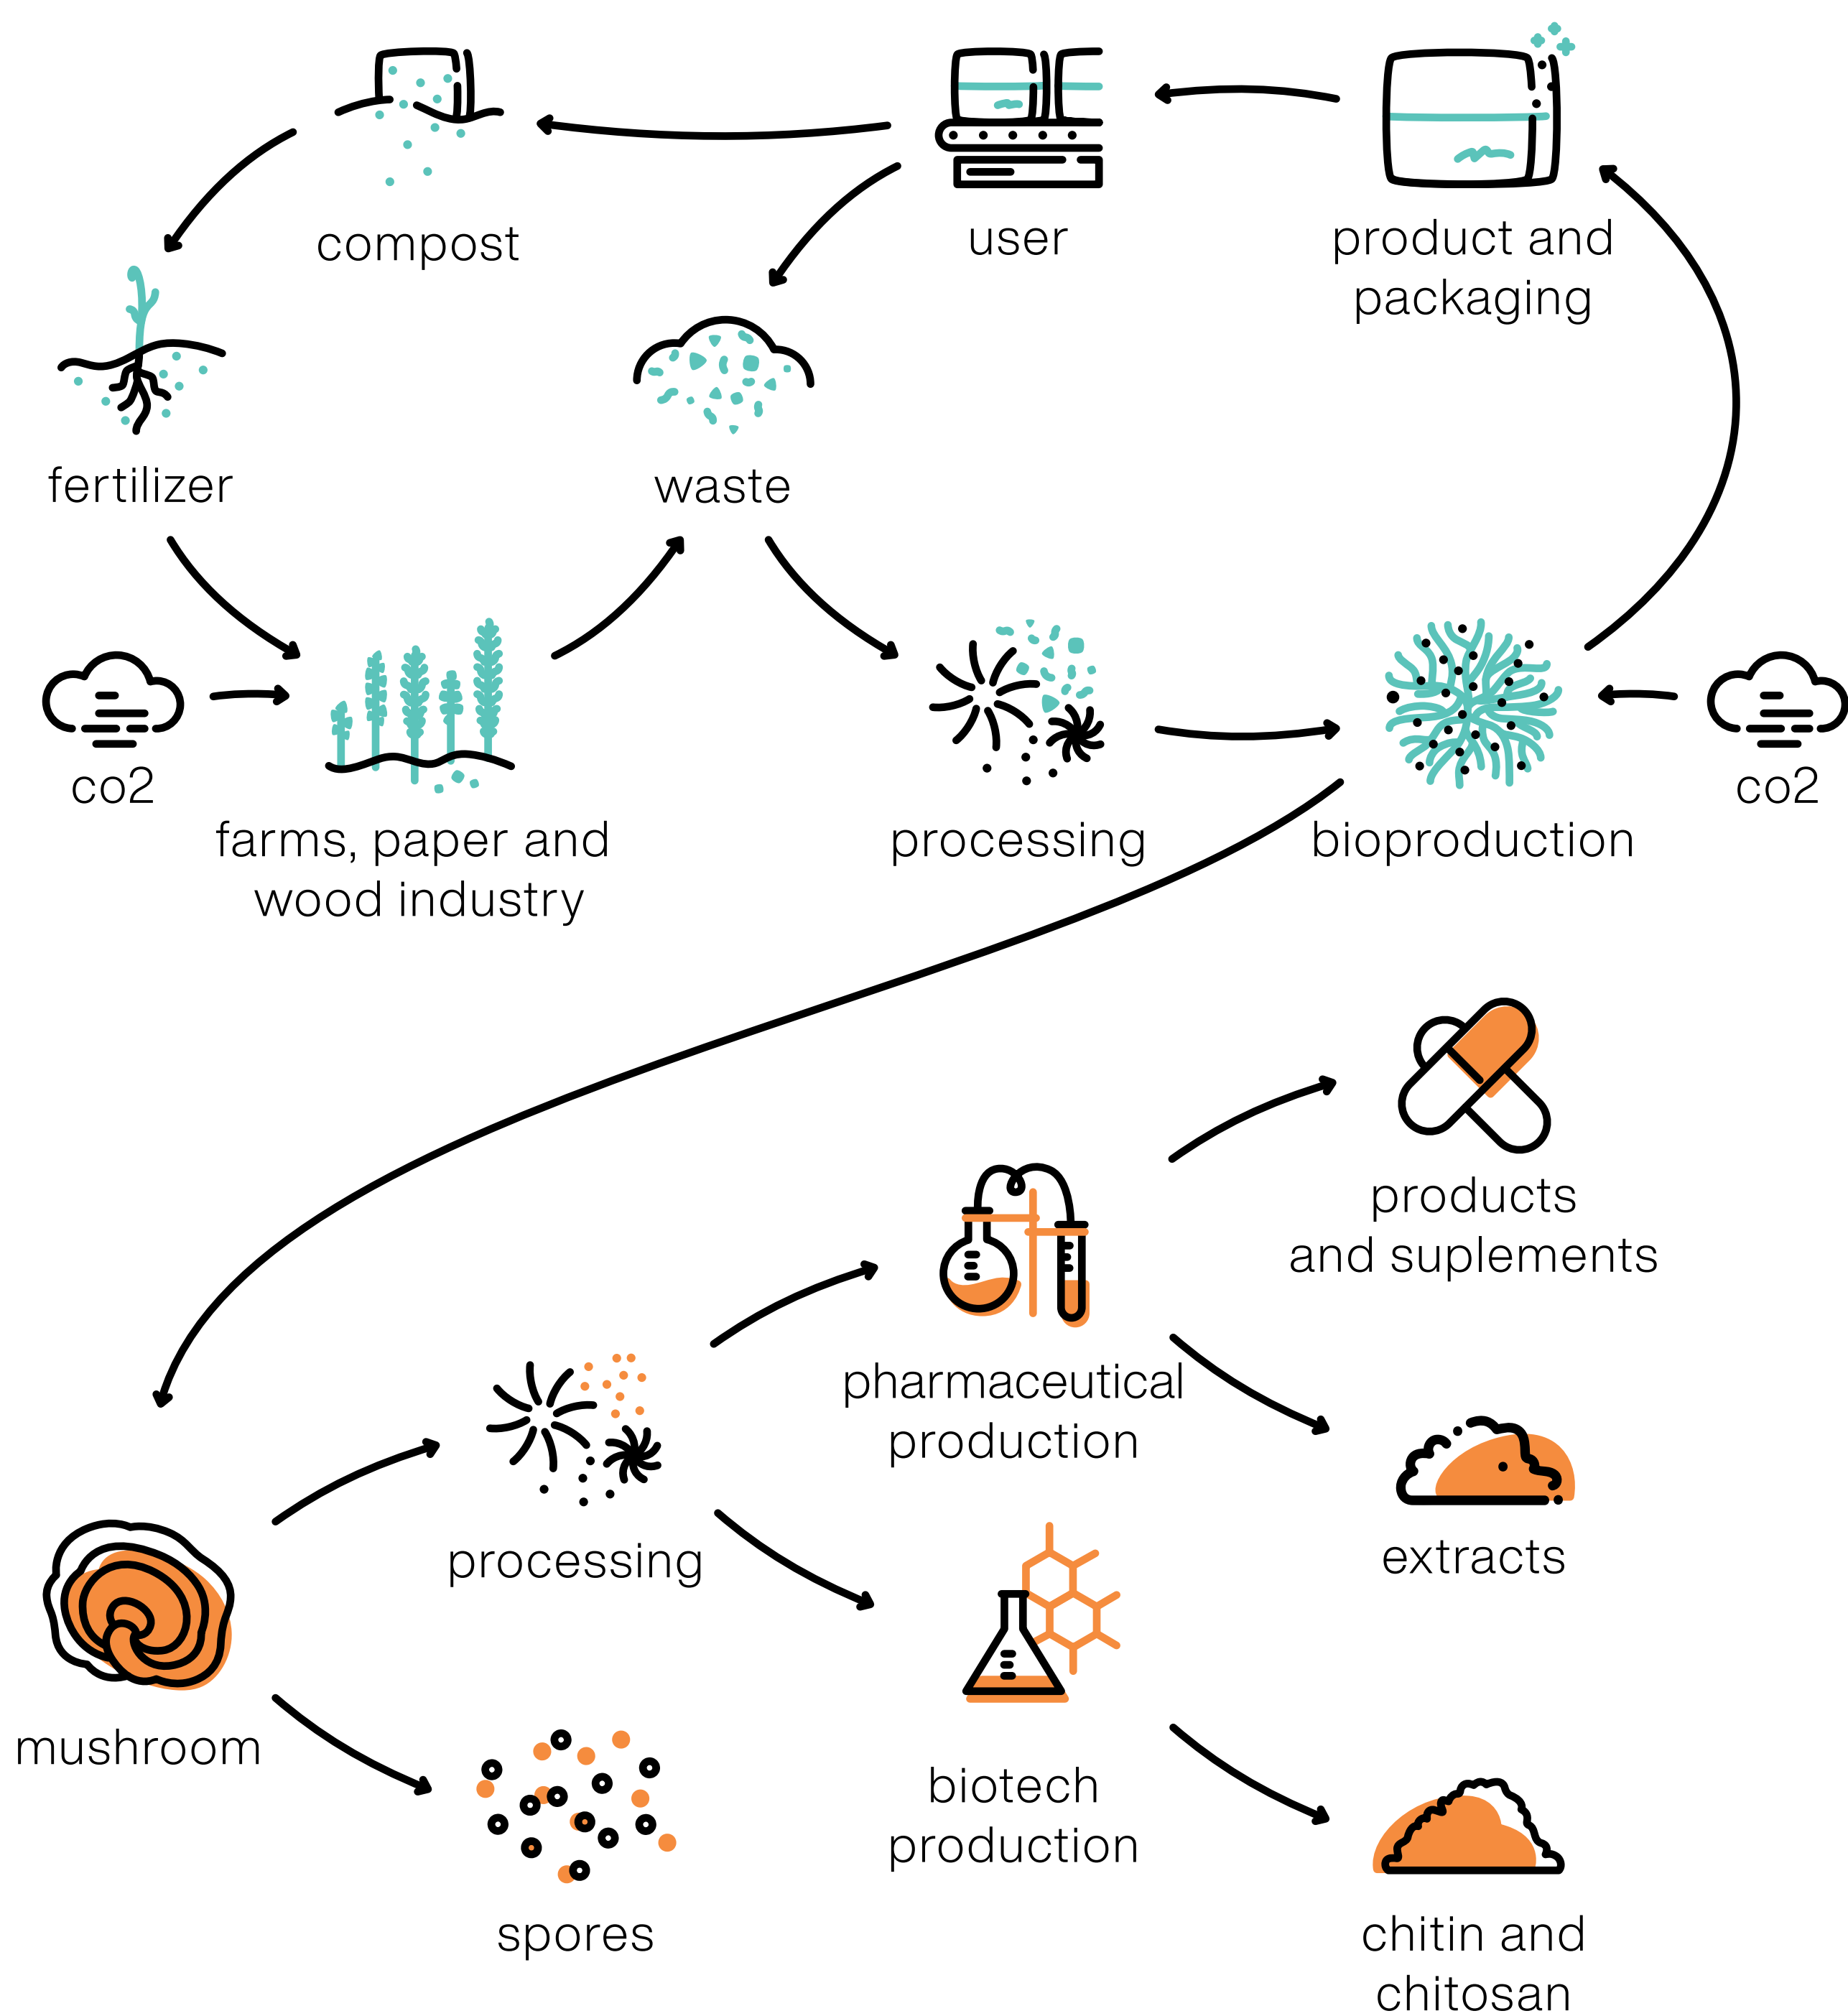 compost
user
product and
packaging
fertilizer
waste
co2
farms, paper and
wood industry
processing
bioproduction
co2
products
and suplements
pharmaceutical
production
processing
extracts
mushroom
biotech
production
spores
chitin and
chitosan